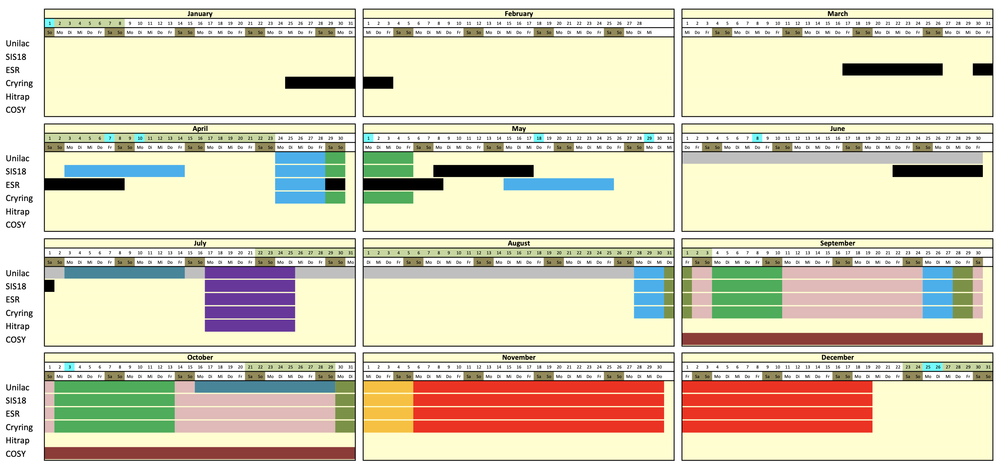 January February March
1 2 3 4 5 6 7 8 9 10 11 12 13 14 15 16 17 18 19 20 21 22 23 24 25 26 27 28 29 30 31 1 2 3 4 5 6 7 8 9 10 11 12 13 14 15 16 17 18 19 20 21 22 23 24 25 26 27 28 1 2 3 4 5 6 7 8 9 10 11 12 13 14 15 16 17 18 19 20 21 22 23 24 25 26 27 28 29 30 31
So Mo Di Mi Do Fr Sa So Mo Di Mi Do Fr Sa So Mo Di Mi Do Fr Sa So Mo Di Mi Do Fr Sa So Mo Di Mi Do Fr Sa So Mo Di Mi Do Fr Sa So Mo Di Mi Do Fr Sa So Mo Di Mi Do Fr Sa So Mo Di Mi Mi Do Fr Sa So Mo Di Mi Do Fr Sa So Mo Di Mi Do Fr Sa So Mo Di Mi Do Fr Sa So Mo Di Mi Do Fr
Unilac
SIS18
ESR
Cryring
Hitrap
COSY
April May June
1 2 3 4 5 6 7 8 9 10 11 12 13 14 15 16 17 18 19 20 21 22 23 24 25 26 27 28 29 30 1 2 3 4 5 6 7 8 9 10 11 12 13 14 15 16 17 18 19 20 21 22 23 24 25 26 27 28 29 30 31 1 2 3 4 5 6 7 8 9 10 11 12 13 14 15 16 17 18 19 20 21 22 23 24 25 26 27 28 29 30
Sa So Mo Di Mi Do Fr Sa So Mo Di Mi Do Fr Sa So Mo Di Mi Do Fr Sa So Mo Di Mi Do Fr Sa So Mo Di Mi Do Fr Sa So Mo Di Mi Do Fr Sa So Mo Di Mi Do Fr Sa So Mo Di Mi Do Fr Sa So Mo Di Mi Do Fr Sa So Mo Di Mi Do Fr Sa So Mo Di Mi Do Fr Sa So Mo Di Mi Do Fr Sa So Mo Di Mi Do Fr
Unilac
SIS18
ESR
Cryring
Hitrap
COSY
July August September
1 2 3 4 5 6 7 8 9 10 11 12 13 14 15 16 17 18 19 20 21 22 23 24 25 26 27 28 29 30 31 1 2 3 4 5 6 7 8 9 10 11 12 13 14 15 16 17 18 19 20 21 22 23 24 25 26 27 28 29 30 31 1 2 3 4 5 6 7 8 9 10 11 12 13 14 15 16 17 18 19 20 21 22 23 24 25 26 27 28 29 30
Sa So Mo Di Mi Do Fr Sa So Mo Di Mi Do Fr Sa So Mo Di Mi Do Fr Sa So Mo Di Mi Do Fr Sa So Mo Di Mi Do Fr Sa So Mo Di Mi Do Fr Sa So Mo Di Mi Do Fr Sa So Mo Di Mi Do Fr Sa So Mo Di Mi Do Fr Sa So Mo Di Mi Do Fr Sa So Mo Di Mi Do Fr Sa So Mo Di Mi Do Fr Sa So Mo Di Mi Do Fr Sa
Unilac
SIS18
ESR
Cryring
Hitrap
COSY
October November December
1 2 3 4 5 6 7 8 9 10 11 12 13 14 15 16 17 18 19 20 21 22 23 24 25 26 27 28 29 30 31 1 2 3 4 5 6 7 8 9 10 11 12 13 14 15 16 17 18 19 20 21 22 23 24 25 26 27 28 29 30 1 2 3 4 5 6 7 8 9 10 11 12 13 14 15 16 17 18 19 20 21 22 23 24 25 26 27 28 29 30 31
So Mo Di Mi Do Fr Sa So Mo Di Mi Do Fr Sa So Mo Di Mi Do Fr Sa So Mo Di Mi Do Fr Sa So Mo Di Mi Do Fr Sa So Mo Di Mi Do Fr Sa So Mo Di Mi Do Fr Sa So Mo Di Mi Do Fr Sa So Mo Di Mi Do Fr Sa So Mo Di Mi Do Fr Sa So Mo Di Mi Do Fr Sa So Mo Di Mi Do Fr Sa So Mo Di Mi Do Fr Sa So
Unilac
SIS18
ESR
Cryring
Hitrap
COSY